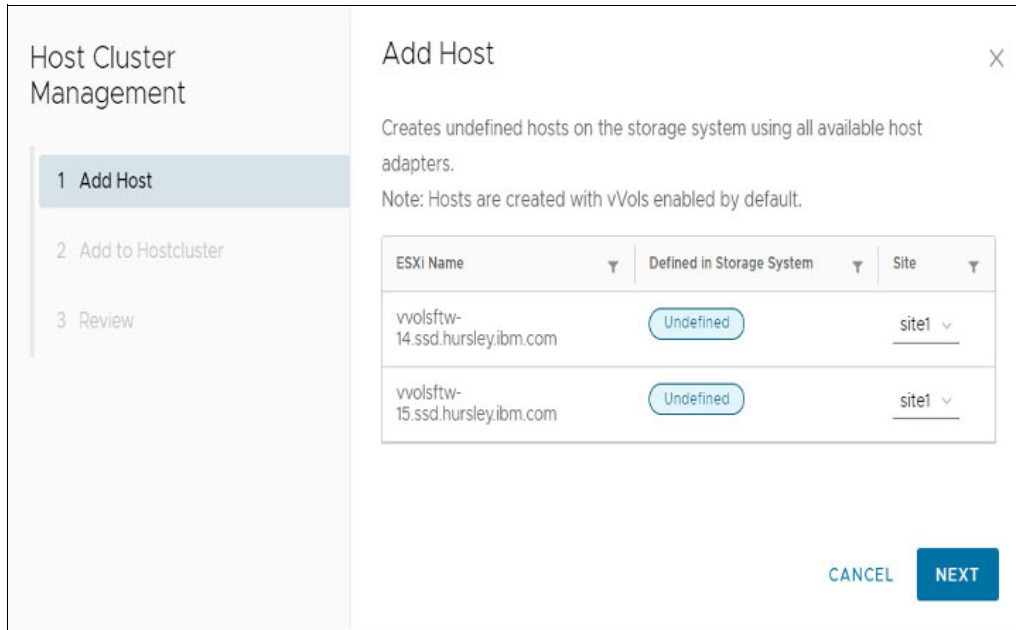 Host Cluster
Management
1 Add Host
2 Add to Hostcluster
3 Review
Add Host
Creates undefined hosts on the storage system using all available host
adapters.
Note: Hosts are created with vVols enabled by default.
ESXi Name Defined in Storage System Site
vvolsftw-
14.ssd.hursley.ibm.com Undefined site1
vvolsftw-
15.ssd.hursley.ibm.com Undefined site1
CANCEL NEXT